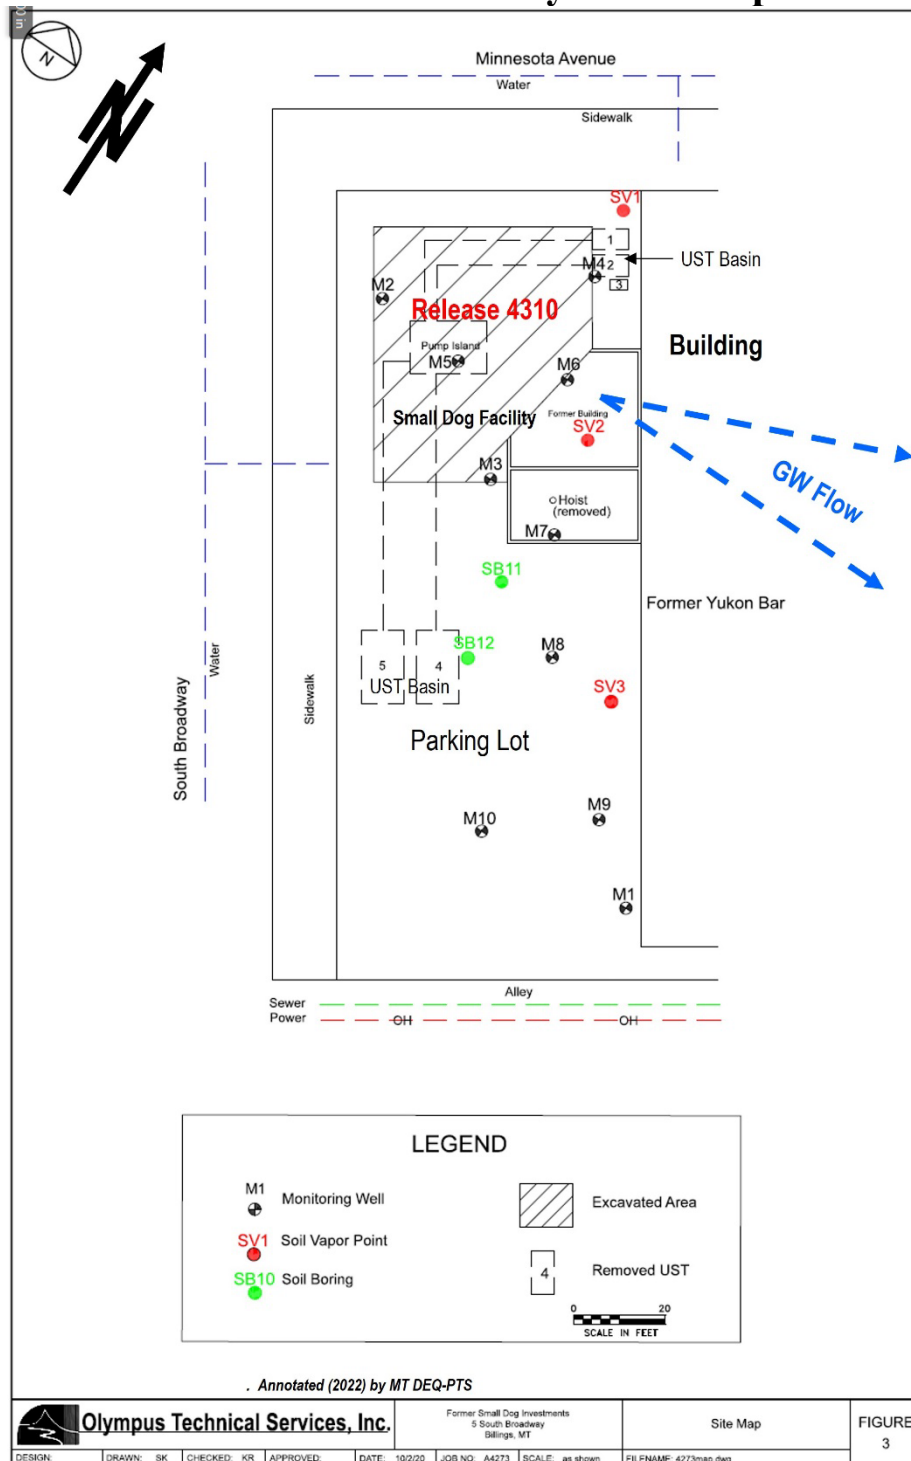 00 in
N
N
Minnesota Avenue
Water
Sidewalk
SV1
1
UST Basin
M4 2
3
M2
Release 4310
Building
Pump Island
M5
M6
Small Dog Facility
Former Building
SV2
GW Flow
M3
Hoist
(removed)
M7
SB11
Former Yukon Bar
SB12
M8
5
4
UST Basin
SV3
Water
Sidewalk
South Broadway
Parking Lot
M9
M10
M1
Alley
Sewer
Power
OH
OH
LEGEND
M1
Monitoring Well
Excavated Area
SV1
Soil Vapor Point
SB10
Soil Boring
4
Removed UST
0 20
SCALE IN FEET
. Annotated (2022) by MT DEQ-PTS
Olympus Technical Services, Inc.
Former Small Dog Investments
5 South Broadway
Billings, MT
Site Map
FIGURE
3
DESIGN: DRAWN: SK CHECKED: KR APPROVED: DATE: 10/2/20 JOB NO: A4273 SCALE: as shown FILENAME: 4273map.dwg